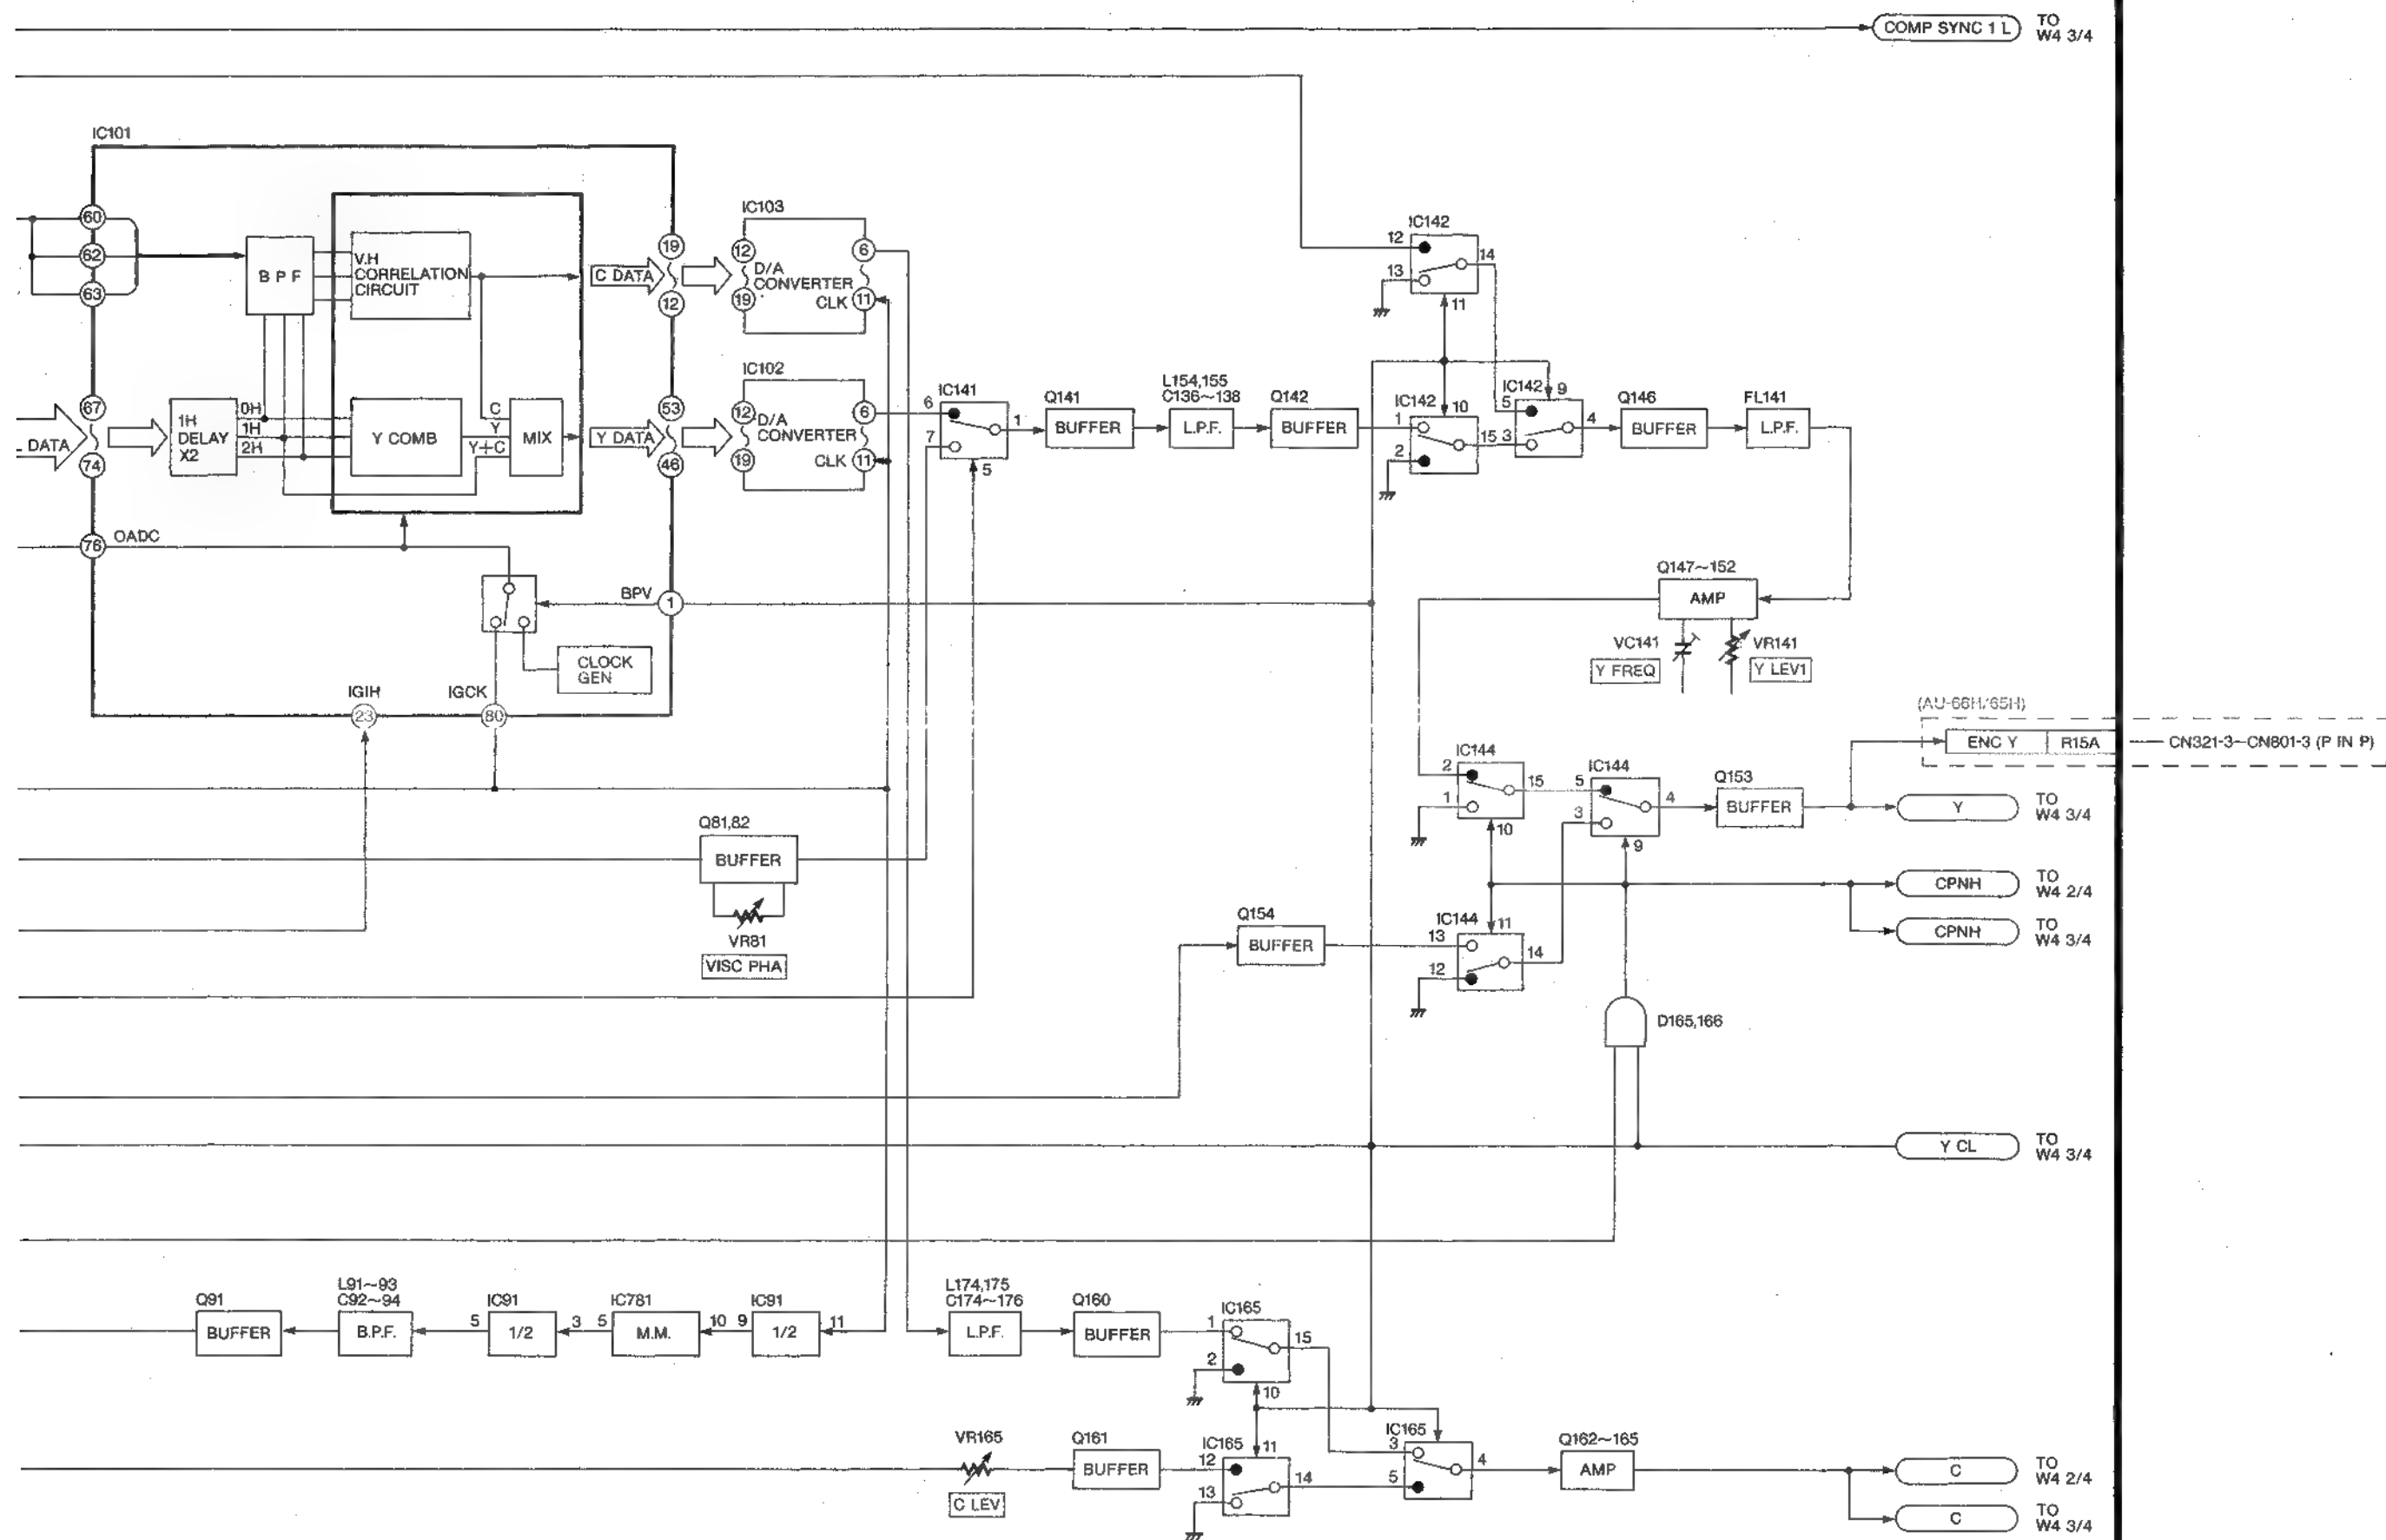 COMP SYNC 1 L
TO
W4 3/4
IC101
60
62
63
67
74
76
B P F
V.H
CORRELATION
CIRCUIT
C DATA
19
12
IC103
12
19
D/A
CONVERTER
CLK
6
11
DATA
1H
DELAY
X2
0H
1H
2H
Y COMB
C
Y
Y+C
MIX
Y DATA
53
46
IC102
12
19
D/A
CONVERTER
CLK
6
11
OADC
BPV
1
CLOCK
GEN
IGIH
23
IGCK
80
IC141
6
7
1
5
Q141
BUFFER
L154,155
C136~138
L.P.F.
Q142
BUFFER
IC142
12
13
14
11
IC142
1
2
10
15
IC142
9
5
3
4
Q146
BUFFER
FL141
L.P.F.
Q147~152
AMP
VC141
Y FREQ
VR141
Y LEV1
(AU-66H/65H)
ENC Y
R15A
CN321-3-CN801-3 (P IN P)
IC144
2
1
15
10
IC144
5
3
4
9
Q153
BUFFER
Y
TO
W4 3/4
Q81,82
BUFFER
VR81
VISC PHA
CPNH
TO
W4 2/4
CPNH
TO
W4 3/4
Q154
BUFFER
IC144
11
13
12
14
D165,166
Y CL
TO
W4 3/4
Q91
BUFFER
L91~93
C92~94
B.P.F.
5
IC91
1/2
3
5
IC781
M.M.
10
9
IC91
1/2
11
L174,175
C174~176
L.P.F.
Q160
BUFFER
IC165
1
2
15
10
VR165
C LEV
Q161
BUFFER
IC165
11
12
13
14
IC165
3
5
4
Q162~165
AMP
C
TO
W4 2/4
C
TO
W4 3/4